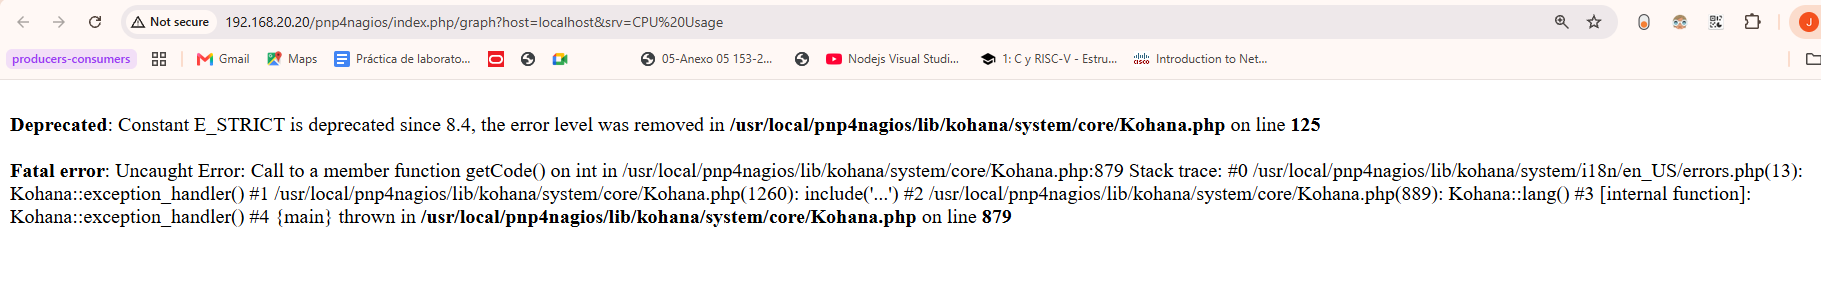 Not secure 192.168.20.20/pnp4nagios/index.php/graph?host=localhost&srv=CPU%20Usage J
producers-consumers Gmail Maps Práctica de laborato... 05-Anexo 05 153-2... Nodejs Visual Studi... 1: C y RISC-V - Estru... cisco Introduction to Net...
Deprecated: Constant E_STRICT is deprecated since 8.4, the error level was removed in /usr/local/pnp4nagios/lib/kohana/system/core/Kohana.php on line 125
Fatal error: Uncaught Error: Call to a member function getCode() on int in /usr/local/pnp4nagios/lib/kohana/system/core/Kohana.php:879 Stack trace: #0 /usr/local/pnp4nagios/lib/kohana/system/i18n/en_US/errors.php(13):
Kohana::exception_handler() #1 /usr/local/pnp4nagios/lib/kohana/system/core/Kohana.php(1260): include('...') #2 /usr/local/pnp4nagios/lib/kohana/system/core/Kohana.php(889): Kohana::lang() #3 [internal function]:
Kohana::exception_handler() #4 {main} thrown in /usr/local/pnp4nagios/lib/kohana/system/core/Kohana.php on line 879